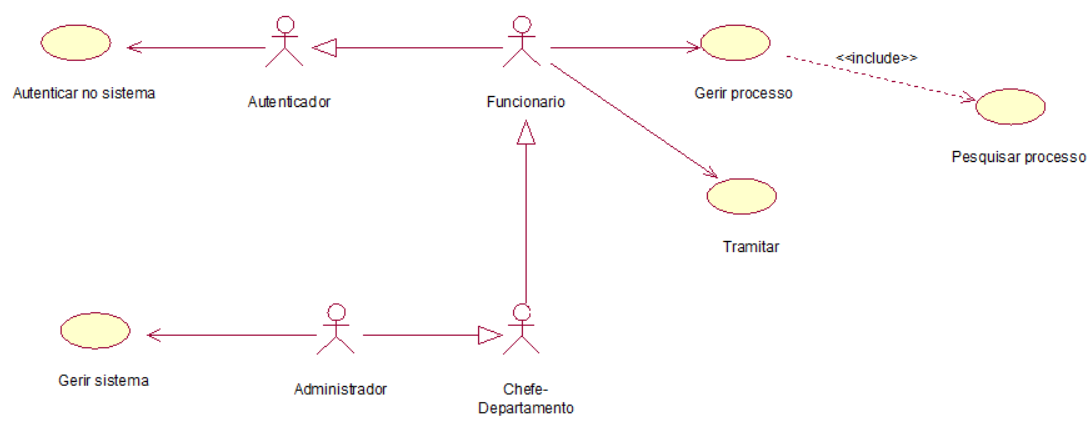 <<include>>
Autenticar no sistema
Autenticador
Funcionario
Gerir processo
Pesquisar processo
Tramitar
Gerir sistema
Administrador
Chefe-
Departamento